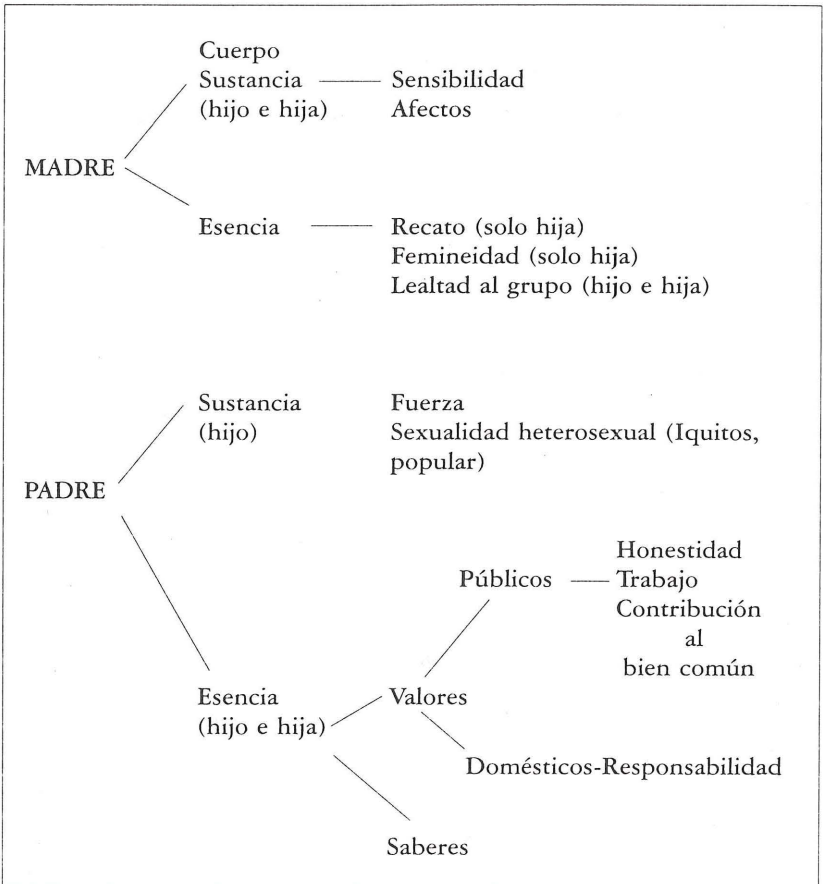 Cuerpo
Sustancia Sensibilidad
(hijo e hija) Afectos
MADRE
Esencia Recato (solo hija)
Femineidad (solo hija)
Lealtad al grupo (hijo e hija)
Sustancia Fuerza
(hijo) Sexualidad heterosexual (Iquitos,
popular)
PADRE
Honestidad
Públicos Trabajo
Contribución
al
bien común
Esencia Valores
(hijo e hija)
Domésticos-Responsabilidad
Saberes